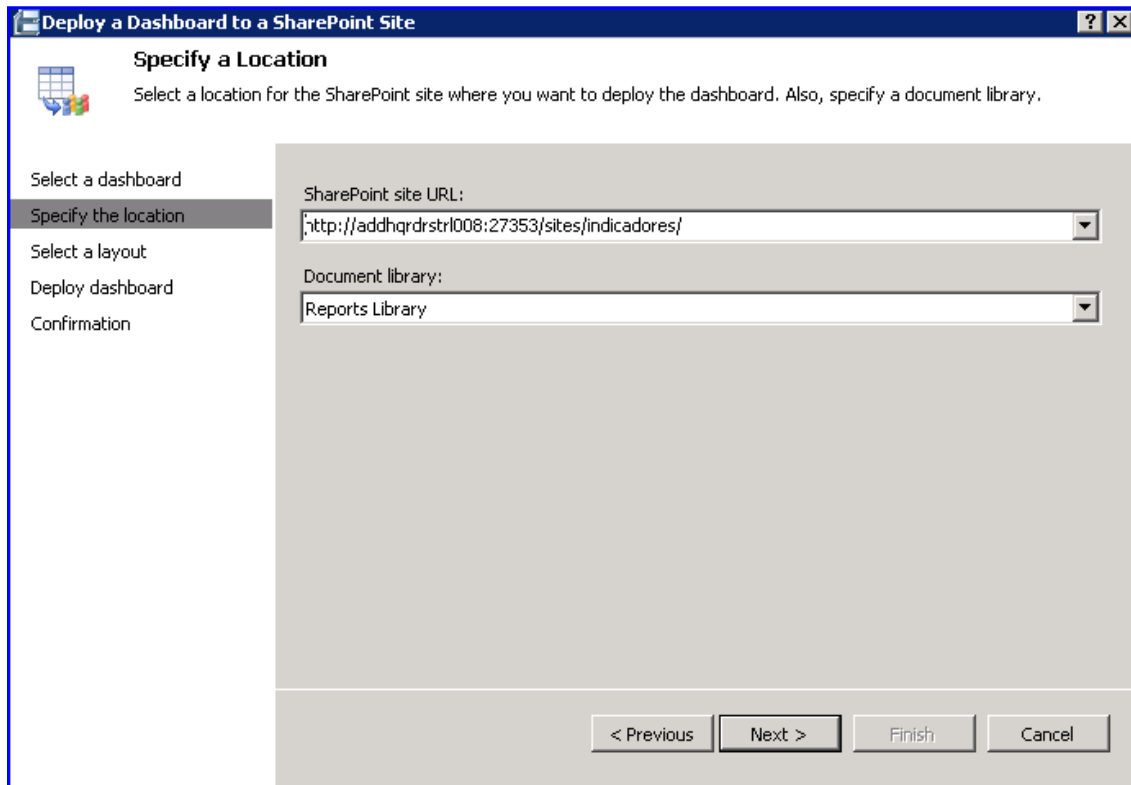 Deploy a Dashboard to a SharePoint Site
Specify a Location
Select a location for the SharePoint site where you want to deploy the dashboard. Also, specify a document library.
Select a dashboard
Specify the location
Select a layout
Deploy dashboard
Confirmation
SharePoint site URL:
http://addhqrdrstrl008:27353/sites/indicadores/
Document library:
Reports Library
< Previous
Next >
Finish
Cancel